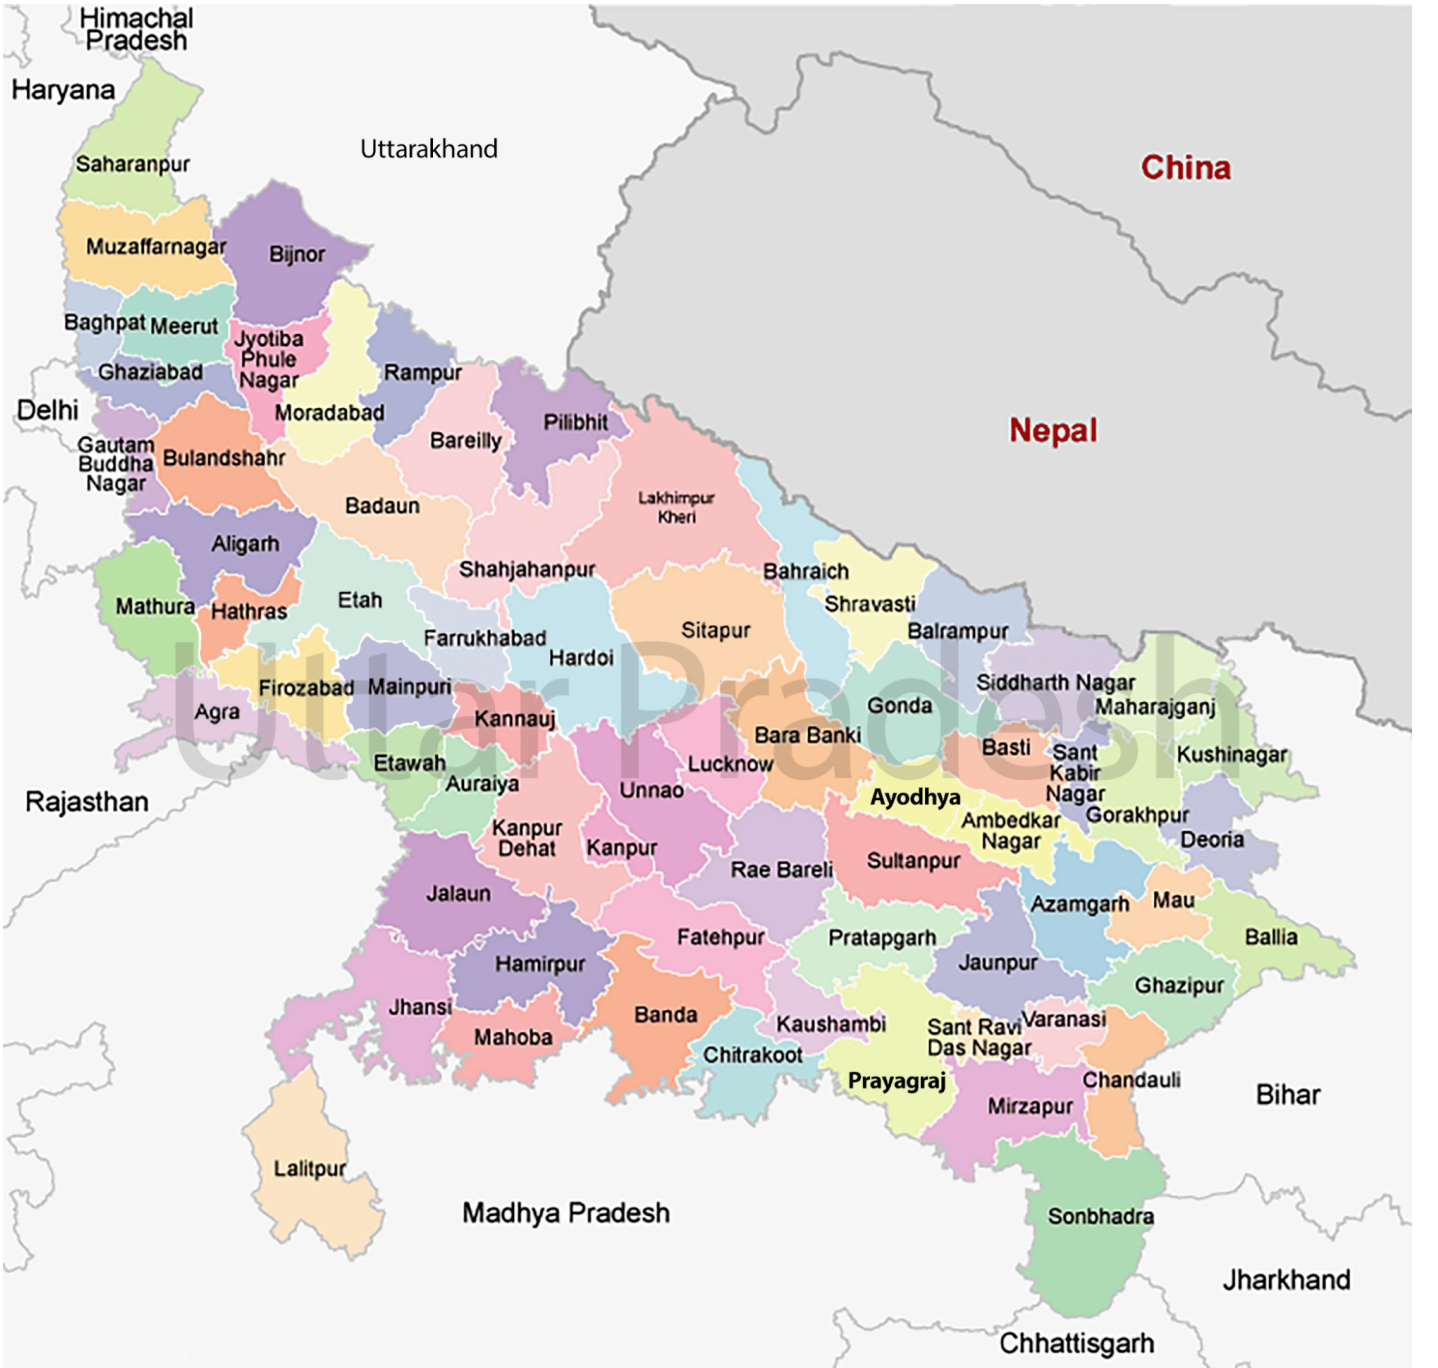 Himachal
Pradesh
Haryana
Uttarakhand
China
Saharanpur
Muzaffarnagar
Bijnor
Baghpat
Meerut
Jyotiba
Phule
Nagar
Ghaziabad
Rampur
Delhi
Moradabad
Pilibhit
Nepal
Gautam
Buddha
Nagar
Bulandshahr
Bareilly
Badaun
Lakhimpur
Kheri
Aligarh
Shahjahanpur
Bahraich
Mathura
Hathras
Etah
Shravasti
Farrukhabad
Sitapur
Balrampur
Hardoi
Uttar Pradesh
Firozabad
Mainpuri
Siddharth Nagar
Agra
Kannauj
Gonda
Maharajganj
Bara Banki
Basti
Sant
Kabir
Nagar
Kushinagar
Etawah
Auraiya
Lucknow
Unnao
Ayodhya
Rajasthan
Ambedkar
Nagar
Gorakhpur
Deoria
Kanpur
Dehat
Kanpur
Rae Bareli
Sultanpur
Jalaun
Azamgarh
Mau
Fatehpur
Pratapgarh
Ballia
Hamirpur
Jaunpur
Ghazipur
Jhansi
Banda
Mahoba
Kaushambi
Sant Ravi
Das Nagar
Varanasi
Chitrakoot
Prayagraj
Chandauli
Bihar
Mirzapur
Lalitpur
Madhya Pradesh
Sonbhadra
Jharkhand
Chhattisgarh